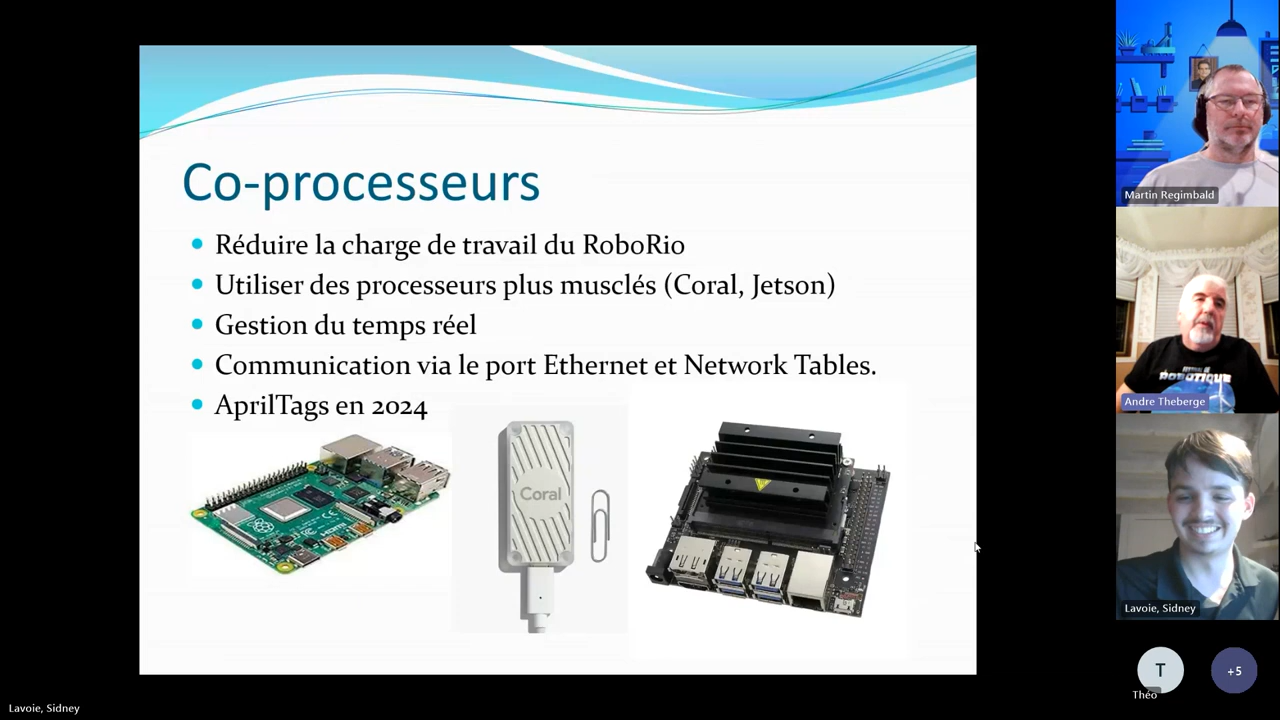 Co-processeurs
Réduire la charge de travail du RoboRio
Utiliser des processeurs plus musclés (Coral, Jetson)
Gestion du temps réel
Communication via le port Ethernet et Network Tables.
AprilTags en 2024
Coral
Martin Regimbald
ROBOTIQUE
Andre Theberge
Lavoie, Sidney
T
Théo
+5
Lavoie, Sidney